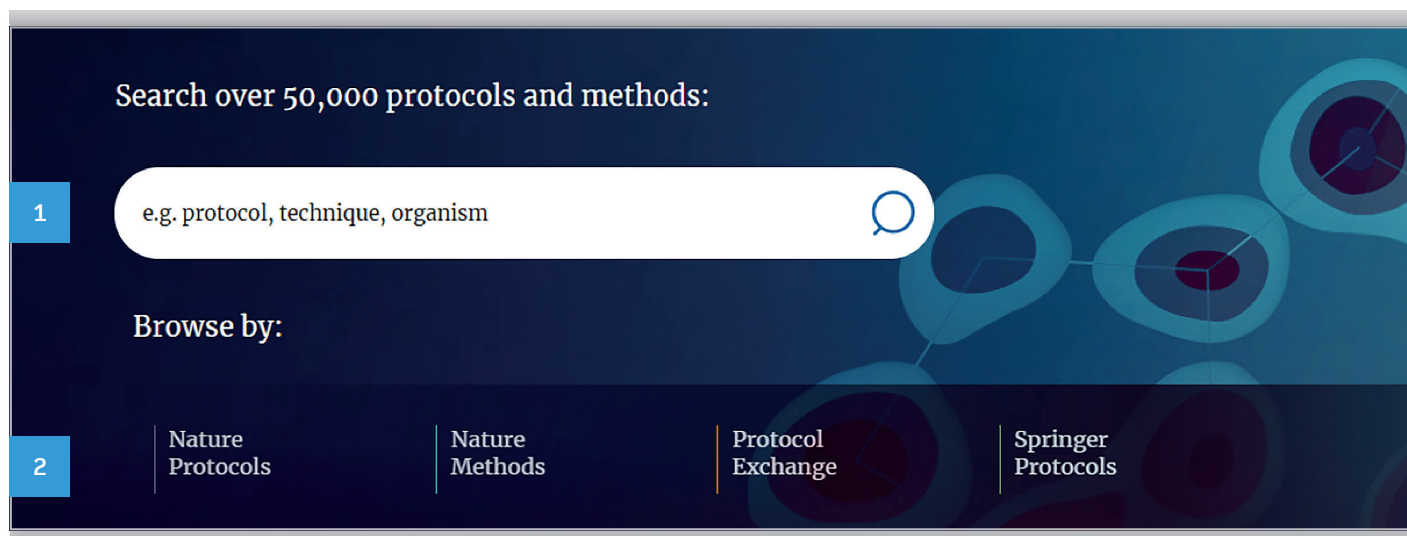 Search over 50,000 protocols and methods:
1
e.g. protocol, technique, organism
Browse by:
2
Nature
Protocols
Nature
Methods
Protocol
Exchange
Springer
Protocols